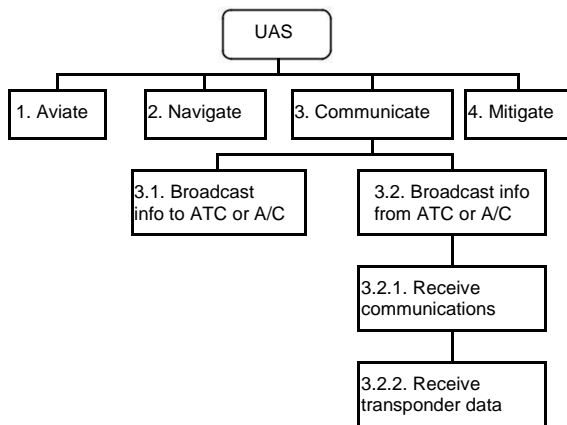 UAS
1. Aviate
2. Navigate
3. Communicate
4. Mitigate
3.1. Broadcast
info to ATC or A/C
3.2. Broadcast info
from ATC or A/C
3.2.1. Receive
communications
3.2.2. Receive
transponder data